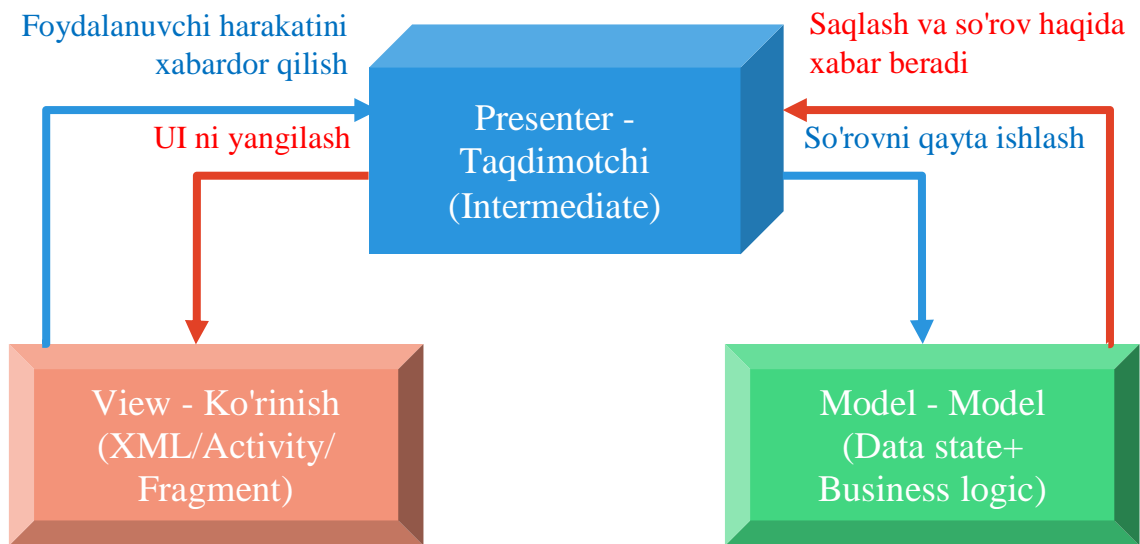 Foydalanuvchi harakatini
xabardor qilish
Saqlash va so'rov haqida
xabar beradi
UI ni yangilash
Presenter -
Taqdimotchi
(Intermediate)
So'rovni qayta ishlash
View - Ko'rinish
(XML/Activity/
Fragment)
Model - Model
(Data state+
Business logic)